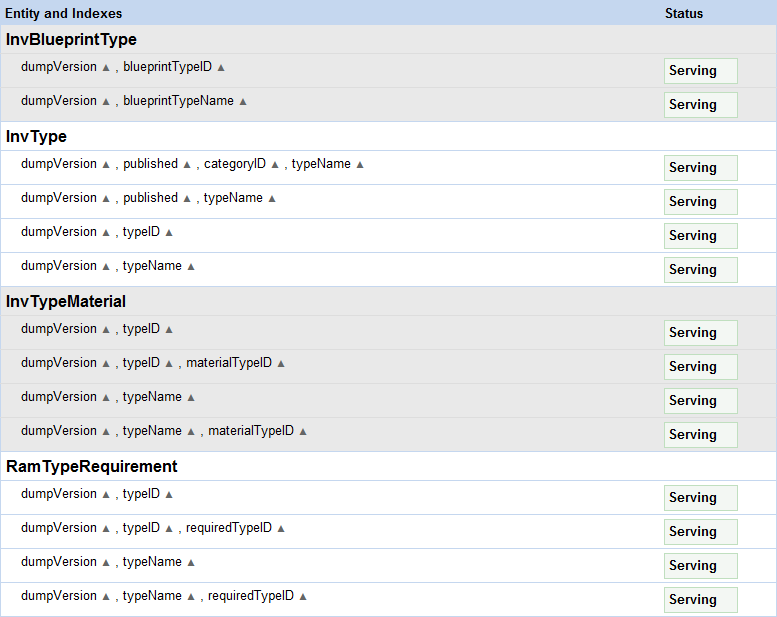 Entity and Indexes Status
InvBlueprintType
dumpVersion ▲ , blueprintTypeID ▲ Serving
dumpVersion ▲ , blueprintTypeName ▲ Serving
InvType
dumpVersion ▲ , published ▲ , categoryID ▲ , typeName ▲ Serving
dumpVersion ▲ , published ▲ , typeName ▲ Serving
dumpVersion ▲ , typeID ▲ Serving
dumpVersion ▲ , typeName ▲ Serving
InvTypeMaterial
dumpVersion ▲ , typeID ▲ Serving
dumpVersion ▲ , typeID ▲ , materialTypeID ▲ Serving
dumpVersion ▲ , typeName ▲ Serving
dumpVersion ▲ , typeName ▲ , materialTypeID ▲ Serving
RamTypeRequirement
dumpVersion ▲ , typeID ▲ Serving
dumpVersion ▲ , typeID ▲ , requiredTypeID ▲ Serving
dumpVersion ▲ , typeName ▲ Serving
dumpVersion ▲ , typeName ▲ , requiredTypeID ▲ Serving